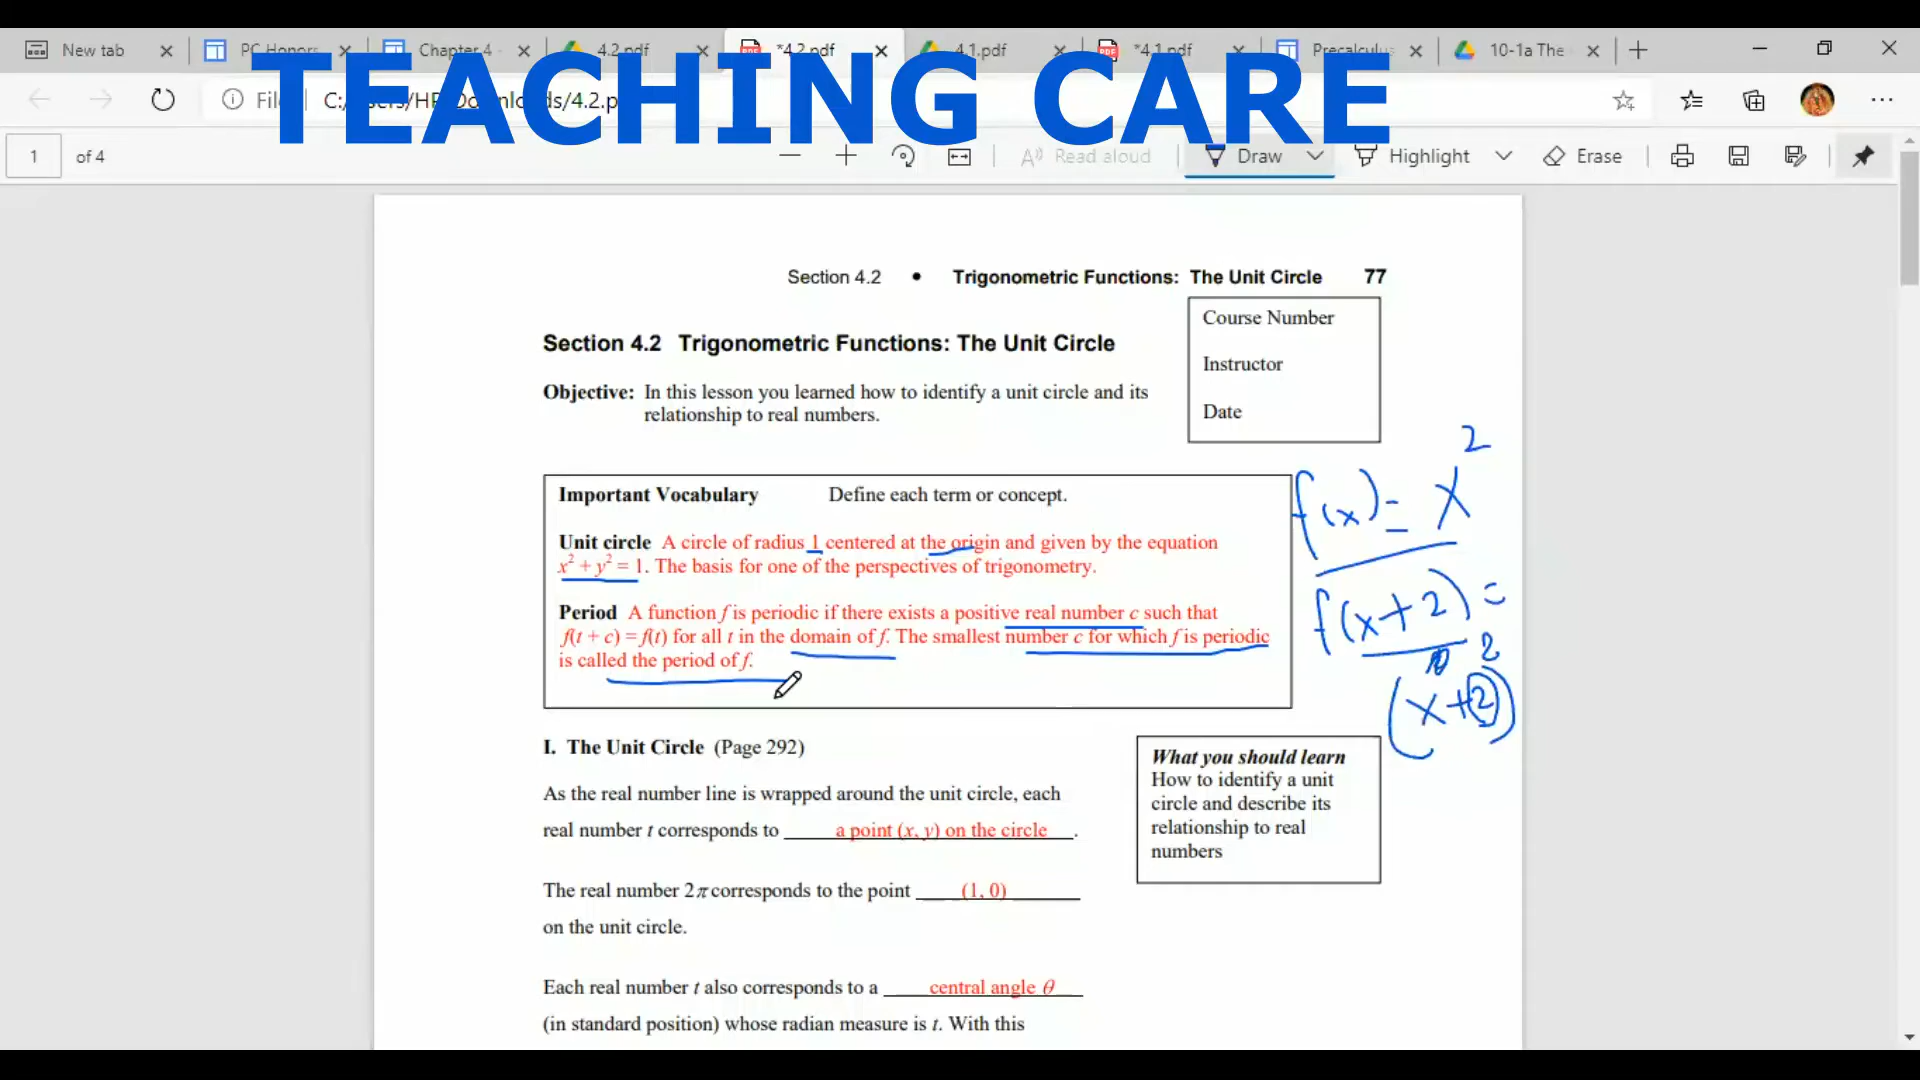 New tab
PC Honors
Chapter 4
4.2.pdf
*4.2.pdf
4.1.pdf
*4.1.pdf
Precalculus
10-1a The
TEACHING CARE
1
of 4
Read aloud
Draw
Highlight
Erase
Section 4.2 • Trigonometric Functions: The Unit Circle 77
Course Number
Instructor
Date
Section 4.2 Trigonometric Functions: The Unit Circle
Objective: In this lesson you learned how to identify a unit circle and its
relationship to real numbers.
Important Vocabulary Define each term or concept.
Unit circle A circle of radius 1 centered at the origin and given by the equation
x² + y² = 1. The basis for one of the perspectives of trigonometry.
Period A function f is periodic if there exists a positive real number c such that
f(t + c) = f(t) for all t in the domain of f. The smallest number c for which f is periodic
is called the period of f.
f(x) = x²
f(x+2) =
(x+2)²
I. The Unit Circle (Page 292)
As the real number line is wrapped around the unit circle, each
real number t corresponds to a point (x, y) on the circle .
The real number 2π corresponds to the point (1, 0)
on the unit circle.
Each real number t also corresponds to a central angle θ
(in standard position) whose radian measure is t. With this
What you should learn
How to identify a unit
circle and describe its
relationship to real
numbers